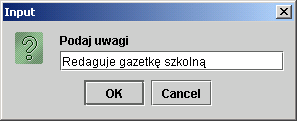 Input
Podaj uwagi
Redaguje gazetkę szkolną
OK Cancel